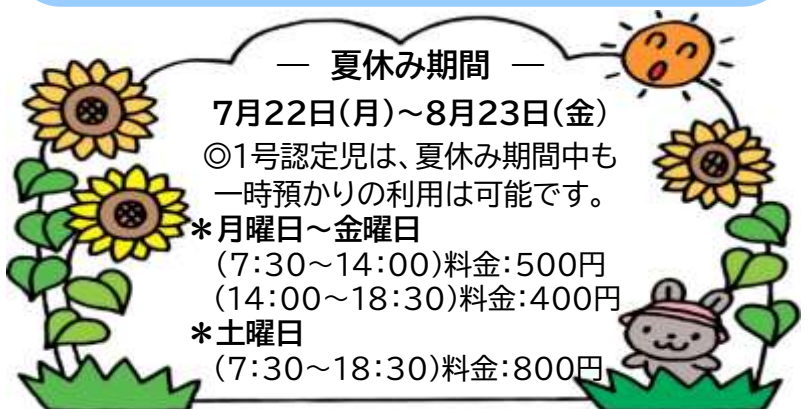 ― 夏休み期間 ―
7月22日(月)～8月23日(金)
◎1号認定児は、夏休み期間中も
一時預かりの利用は可能です。
＊月曜日～金曜日
(7:30～14:00)料金:500円
(14:00～18:30)料金:400円
＊土曜日
(7:30～18:30)料金:800円